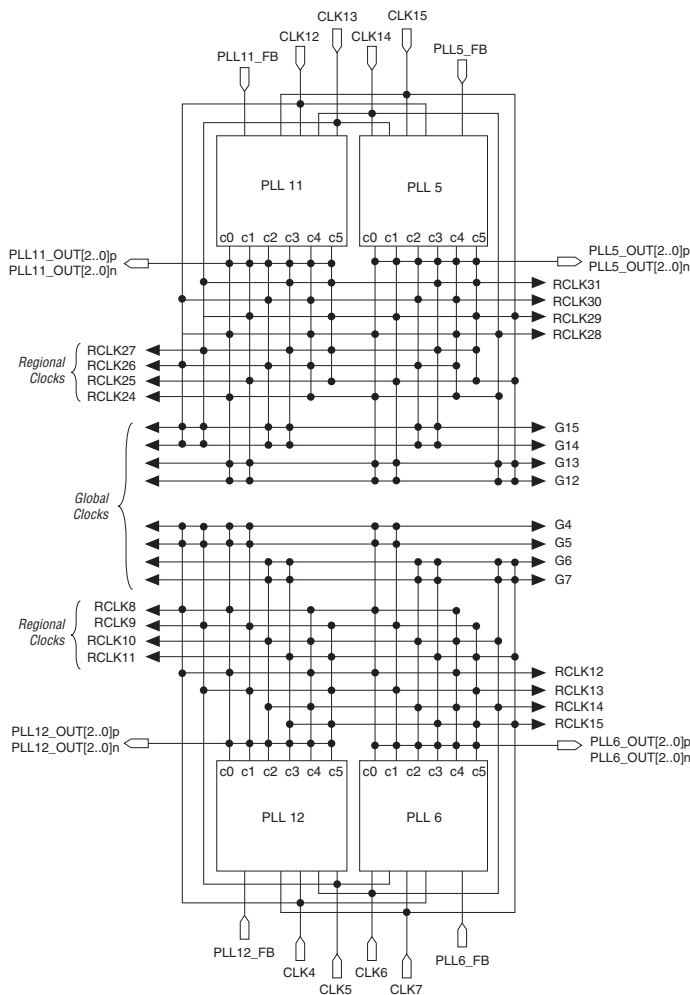 CLK13 CLK15
CLK12 CLK14
PLL11_FB PLL5_FB
PLL 11 PLL 5
c0 c1 c2 c3 c4 c5 c0 c1 c2 c3 c4 c5
PLL11_OUT[2..0]p PLL5_OUT[2..0]p
PLL11_OUT[2..0]n PLL5_OUT[2..0]n
RCLK31
RCLK30
RCLK29
RCLK28
Regional
Clocks
RCLK27
RCLK26
RCLK25
RCLK24
G15
G14
G13
G12
Global
Clocks
G4
G5
G6
G7
Regional
Clocks
RCLK8
RCLK9
RCLK10
RCLK11
RCLK12
RCLK13
RCLK14
RCLK15
PLL12_OUT[2..0]p PLL6_OUT[2..0]p
PLL12_OUT[2..0]n PLL6_OUT[2..0]n
c0 c1 c2 c3 c4 c5 c0 c1 c2 c3 c4 c5
PLL 12 PLL 6
PLL12_FB PLL6_FB
CLK4 CLK6
CLK5 CLK7